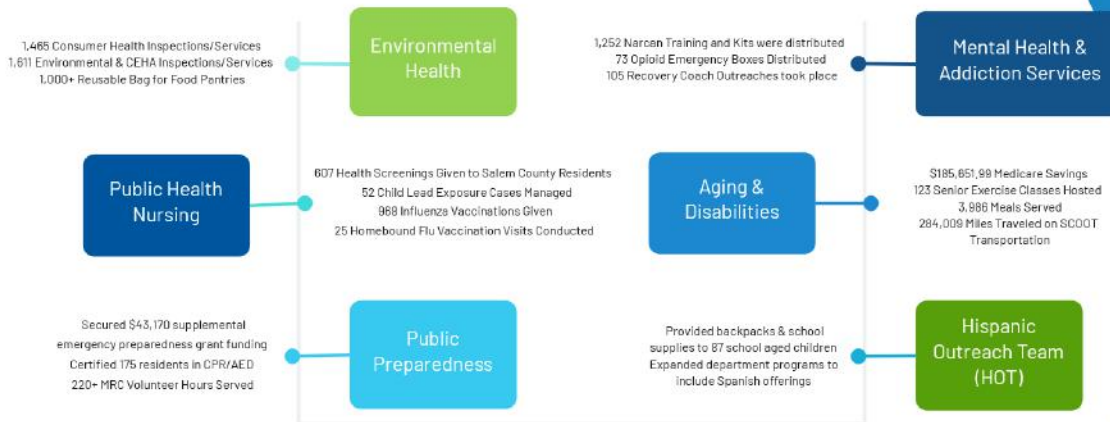 1,465 Consumer Health Inspections/Services
1,611 Environmental & CEHA Inspections/Services
1,000+ Reusable Bag for Food Pantries
Environmental
Health
1,252 Narcan Training and Kits were distributed
73 Opioid Emergency Boxes Distributed
105 Recovery Coach Outreaches took place
Mental Health &
Addiction Services
Public Health
Nursing
607 Health Screenings Given to Salem County Residents
52 Child Lead Exposure Cases Managed
968 Influenza Vaccinations Given
25 Homebound Flu Vaccination Visits Conducted
Aging &
Disabilities
$185,651.99 Medicare Savings
123 Senior Exercise Classes Hosted
3,986 Meals Served
284,009 Miles Traveled on SCOOT
Transportation
Secured $43,170 supplemental
emergency preparedness grant funding
Certified 175 residents in CPR/AED
220+ MRC Volunteer Hours Served
Public
Preparedness
Provided backpacks & school
supplies to 87 school aged children
Expanded department programs to
include Spanish offerings
Hispanic
Outreach Team
(HOT)